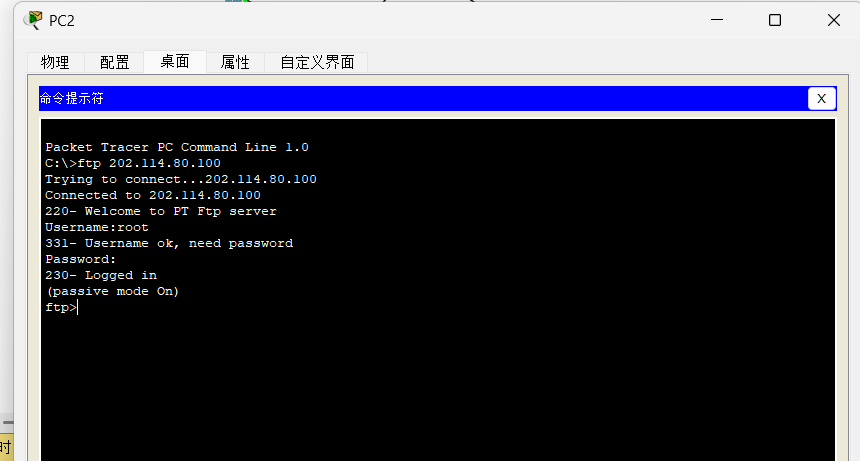 PC2
物理 配置 桌面 属性 自定义界面
命令提示符 X
Packet Tracer PC Command Line 1.0
C:\>ftp 202.114.80.100
Trying to connect...202.114.80.100
Connected to 202.114.80.100
220- Welcome to PT Ftp server
Username:root
331- Username ok, need password
Password:
230- Logged in
(passive mode On)
ftp>
时